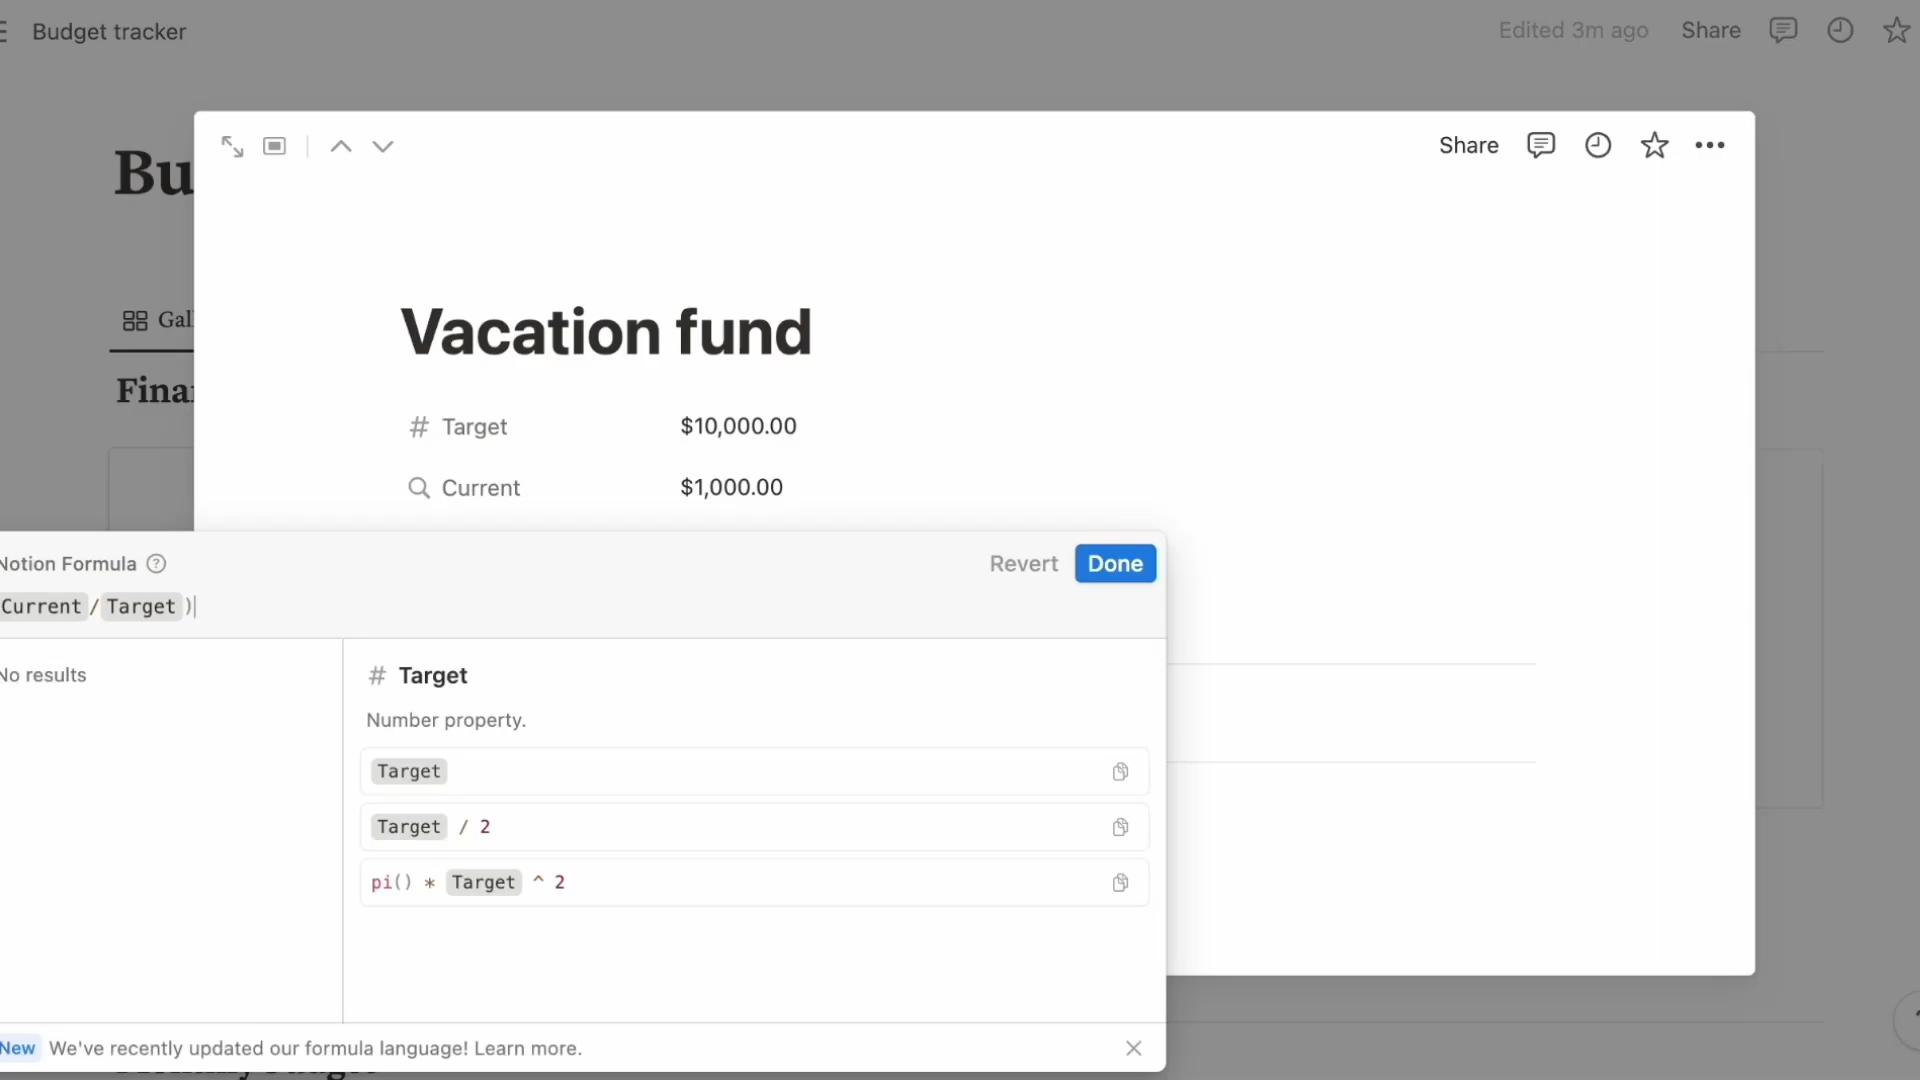 Budget tracker
Edited 3m ago
Share
Bu
Share
Gall
Vacation fund
Finan
# Target $10,000.00
Current $1,000.00
Notion Formula ?
Revert
Done
Current/Target)
No results
# Target
Number property.
Target
Target / 2
pi() * Target ^ 2
New We've recently updated our formula language! Learn more.